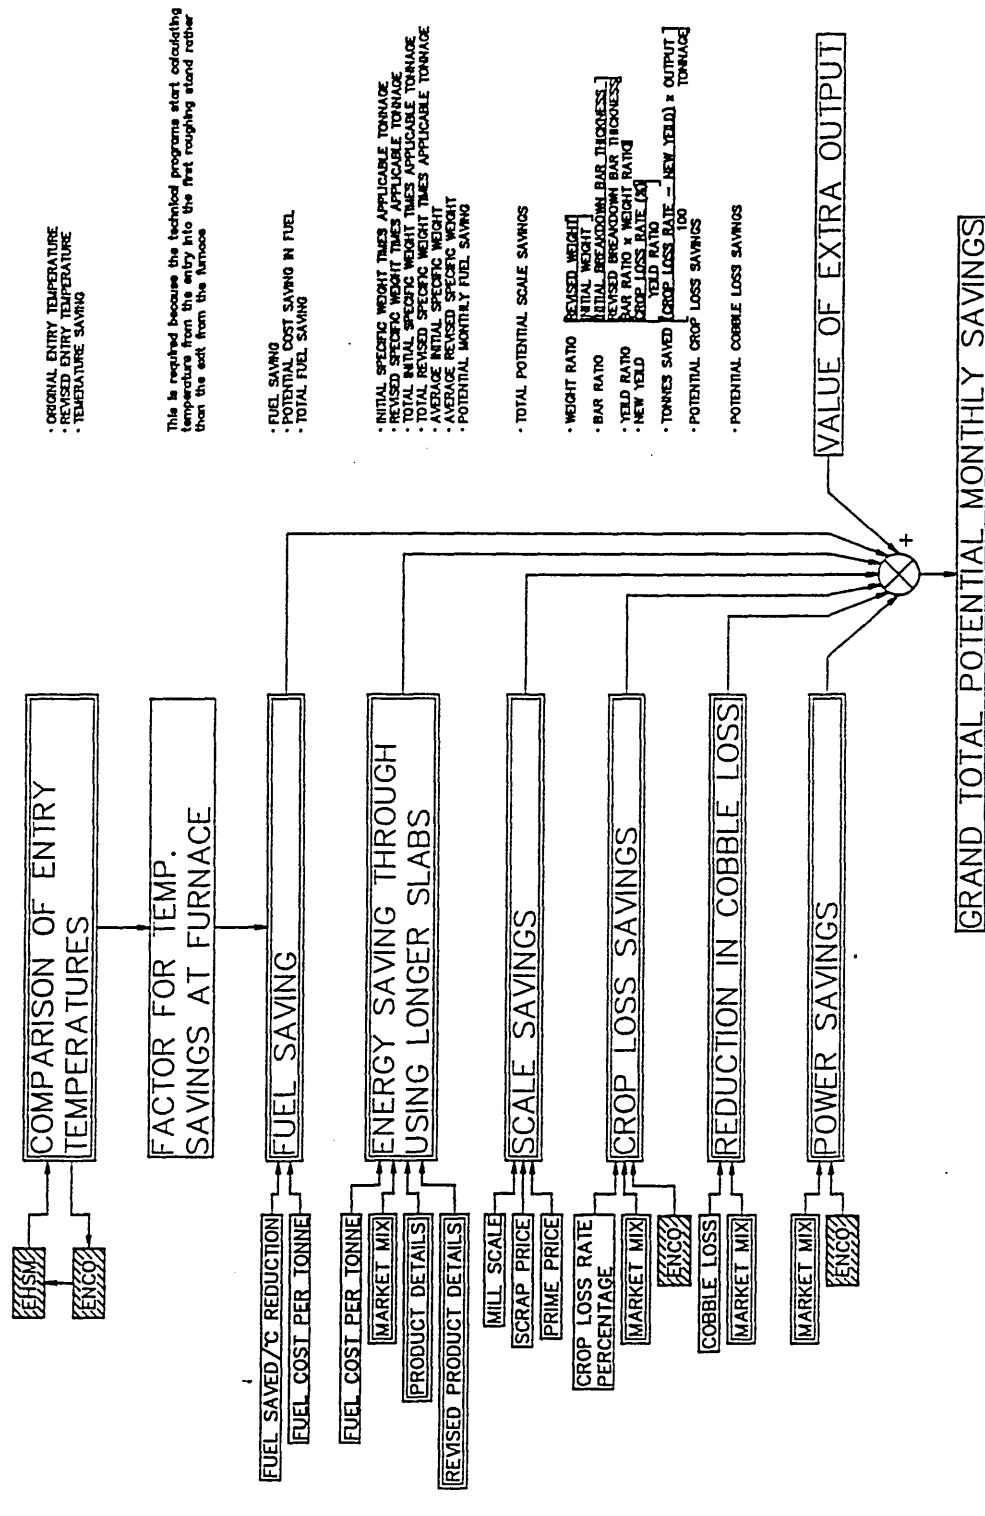 EHSMP
ENCO
COMPARISON OF ENTRY
TEMPERATURES
· ORIGINAL ENTRY TEMPERATURE
· REVISED ENTRY TEMPERATURE
· TEMERATURE SAVING
FACTOR FOR TEMP.
SAVINGS AT FURNACE
This is required because the technical programs start calculating
temperature from the entry into the first roughing stand rather
than the exit from the furnace
FUEL SAVED/°C REDUCTION
FUEL COST PER TONNE
FUEL SAVING
· FUEL SAVING
· POTENTIAL COST SAVING IN FUEL
· TOTAL FUEL SAVING
FUEL COST PER TONNE
MARKET MIX
PRODUCT DETAILS
REVISED PRODUCT DETAILS
ENERGY SAVING THROUGH
USING LONGER SLABS
· INITIAL SPECIFIC WEIGHT TIMES APPLICABLE TONNAGE
· REVISED SPECIFIC WEIGHT TIMES APPLICABLE TONNAGE
· TOTAL INITIAL SPECIFIC WEIGHT TIMES APPLICABLE TONNAGE
· TOTAL REVISED SPECIFIC WEIGHT TIMES APPLICABLE TONNAGE
· AVERAGE INITIAL SPECIFIC WEIGHT
· AVERAGE REVISED SPECIFIC WEIGHT
· POTENTIAL MONTHLY FUEL SAVING
MILL SCALE
SCRAP PRICE
PRIME PRICE
SCALE SAVINGS
· TOTAL POTENTIAL SCALE SAVINGS
CROP LOSS RATE
PERCENTAGE
MARKET MIX
ENCO
CROP LOSS SAVINGS
· WEIGHT RATIO [REVISED WEIGHT]
[INITIAL WEIGHT]
· BAR RATIO [INITIAL BREAKDOWN BAR THICKNESS]
[REVISED BREAKDOWN BAR THICKNESS]
· YEILD RATIO [BAR RATIO x WEIGHT RATIO]
· NEW YEILD [CROP LOSS RATE (%)]
[YEILD RATIO]
· TONNES SAVED [(CROP LOSS RATE - NEW YEILD) x OUTPUT]
[100 TONNAGE]
· POTENTIAL CROP LOSS SAVINGS
COBBLE LOSS
MARKET MIX
REDUCTION IN COBBLE LOSS
· POTENTIAL COBBLE LOSS SAVINGS
MARKET MIX
ENCO
POWER SAVINGS
VALUE OF EXTRA OUTPUT
+
GRAND TOTAL POTENTIAL MONTHLY SAVINGS